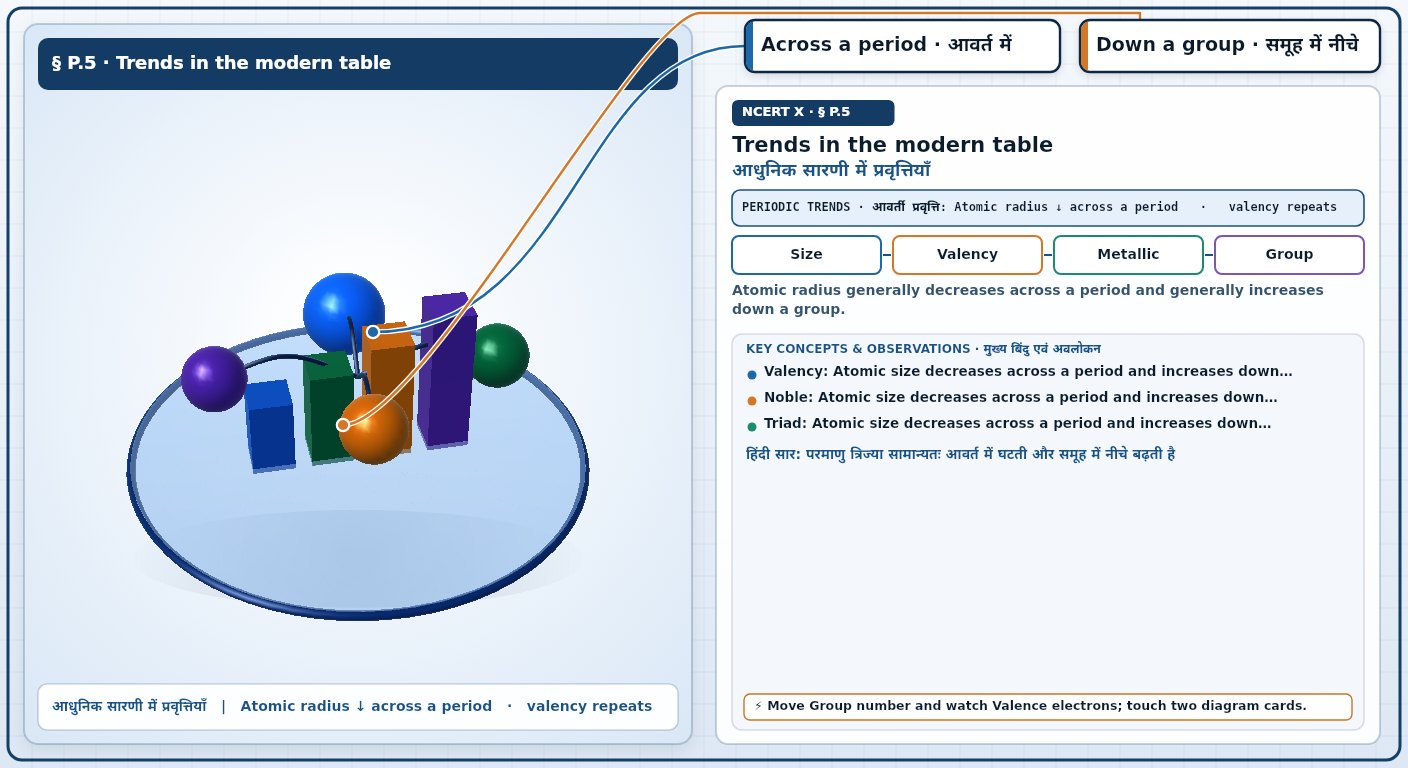 § P.5 · Trends in the modern table
Across a period · आवर्त में
Down a group · समूह में नीचे
NCERT X · § P.5
Trends in the modern table
आधुनिक सारणी में प्रवृत्तियाँ
PERIODIC TRENDS · आवर्ती प्रवृत्ति: Atomic radius ↓ across a period · valency repeats
Size
Valency
Metallic
Group
Atomic radius generally decreases across a period and generally increases
down a group.
KEY CONCEPTS & OBSERVATIONS · मुख्य बिंदु एवं अवलोकन
Valency: Atomic size decreases across a period and increases down…
Noble: Atomic size decreases across a period and increases down…
Triad: Atomic size decreases across a period and increases down…
हिंदी सार: परमाणु त्रिज्या सामान्यतः आवर्त में घटती और समूह में नीचे बढ़ती है
⚡ Move Group number and watch Valence electrons; touch two diagram cards.
आधुनिक सारणी में प्रवृत्तियाँ | Atomic radius ↓ across a period · valency repeats